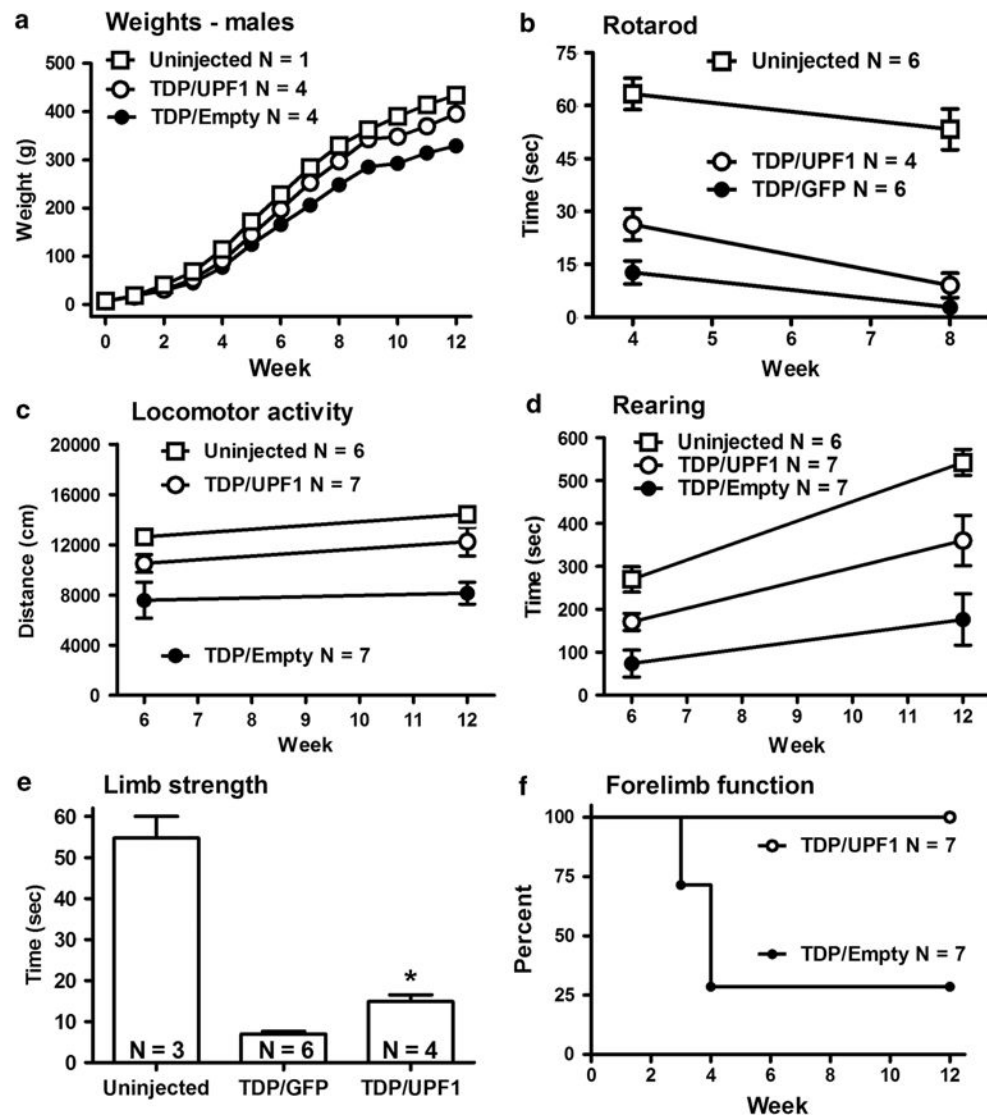 a Weights - males
Uninjected N = 1
TDP/UPF1 N = 4
TDP/Empty N = 4
Weight (g)
500
400
300
200
100
0
0 2 4 6 8 10 12
Week
b Rotarod
Uninjected N = 6
TDP/UPF1 N = 4
TDP/GFP N = 6
Time (sec)
75
60
45
30
15
0
4 5 6 7 8
Week
c Locomotor activity
Uninjected N = 6
TDP/UPF1 N = 7
TDP/Empty N = 7
Distance (cm)
20000
16000
12000
8000
4000
0
6 7 8 9 10 11 12
Week
d Rearing
Uninjected N = 6
TDP/UPF1 N = 7
TDP/Empty N = 7
Time (sec)
600
500
400
300
200
100
0
6 7 8 9 10 11 12
Week
e Limb strength
Time (sec)
60
50
40
30
20
10
0
*
N = 3 N = 6 N = 4
Uninjected TDP/GFP TDP/UPF1
f Forelimb function
Percent
100
75
50
25
0
TDP/UPF1 N = 7
TDP/Empty N = 7
0 2 4 6 8 10 12
Week